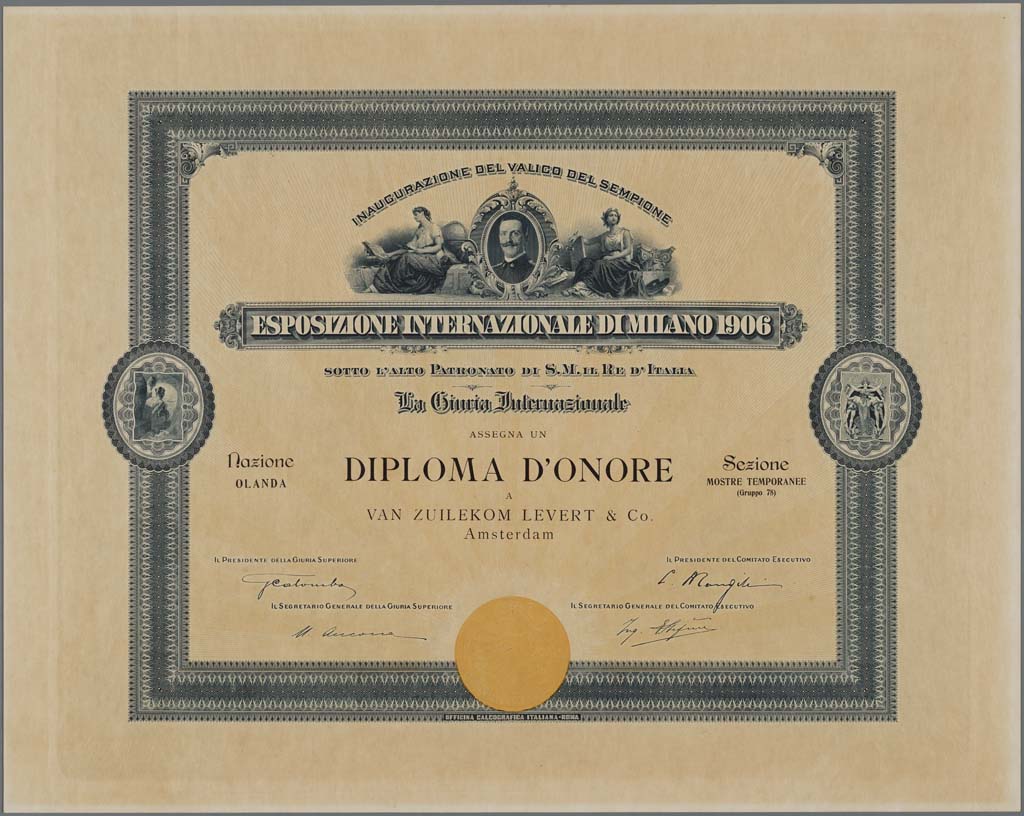 INAUGURAZIONE DEL VALICO DEL SEMPIONE
ESPOSIZIONE INTERNAZIONALE DI MILANO 1906
SOTTO L'ALTO PATRONATO DI S.M. IL RE D'ITALIA
La Giuria Internazionale
ASSEGNA UN
Nazione
OLANDA
DIPLOMA D'ONORE
Sezione
MOSTRE TEMPORANEE
(Gruppo 78)
A
VAN ZUILEKOM LEVERT & Co.
Amsterdam
IL PRESIDENTE DELLA GIURIA SUPERIORE
IL PRESIDENTE DEL COMITATO ESECUTIVO
GColombo
IL SEGRETARIO GENERALE DELLA GIURIA SUPERIORE
IL SEGRETARIO GENERALE DEL COMITATO ESECUTIVO
U. Ancona
Ing.
OFFICINA CALCOGRAFICA ITALIANA-ROMA